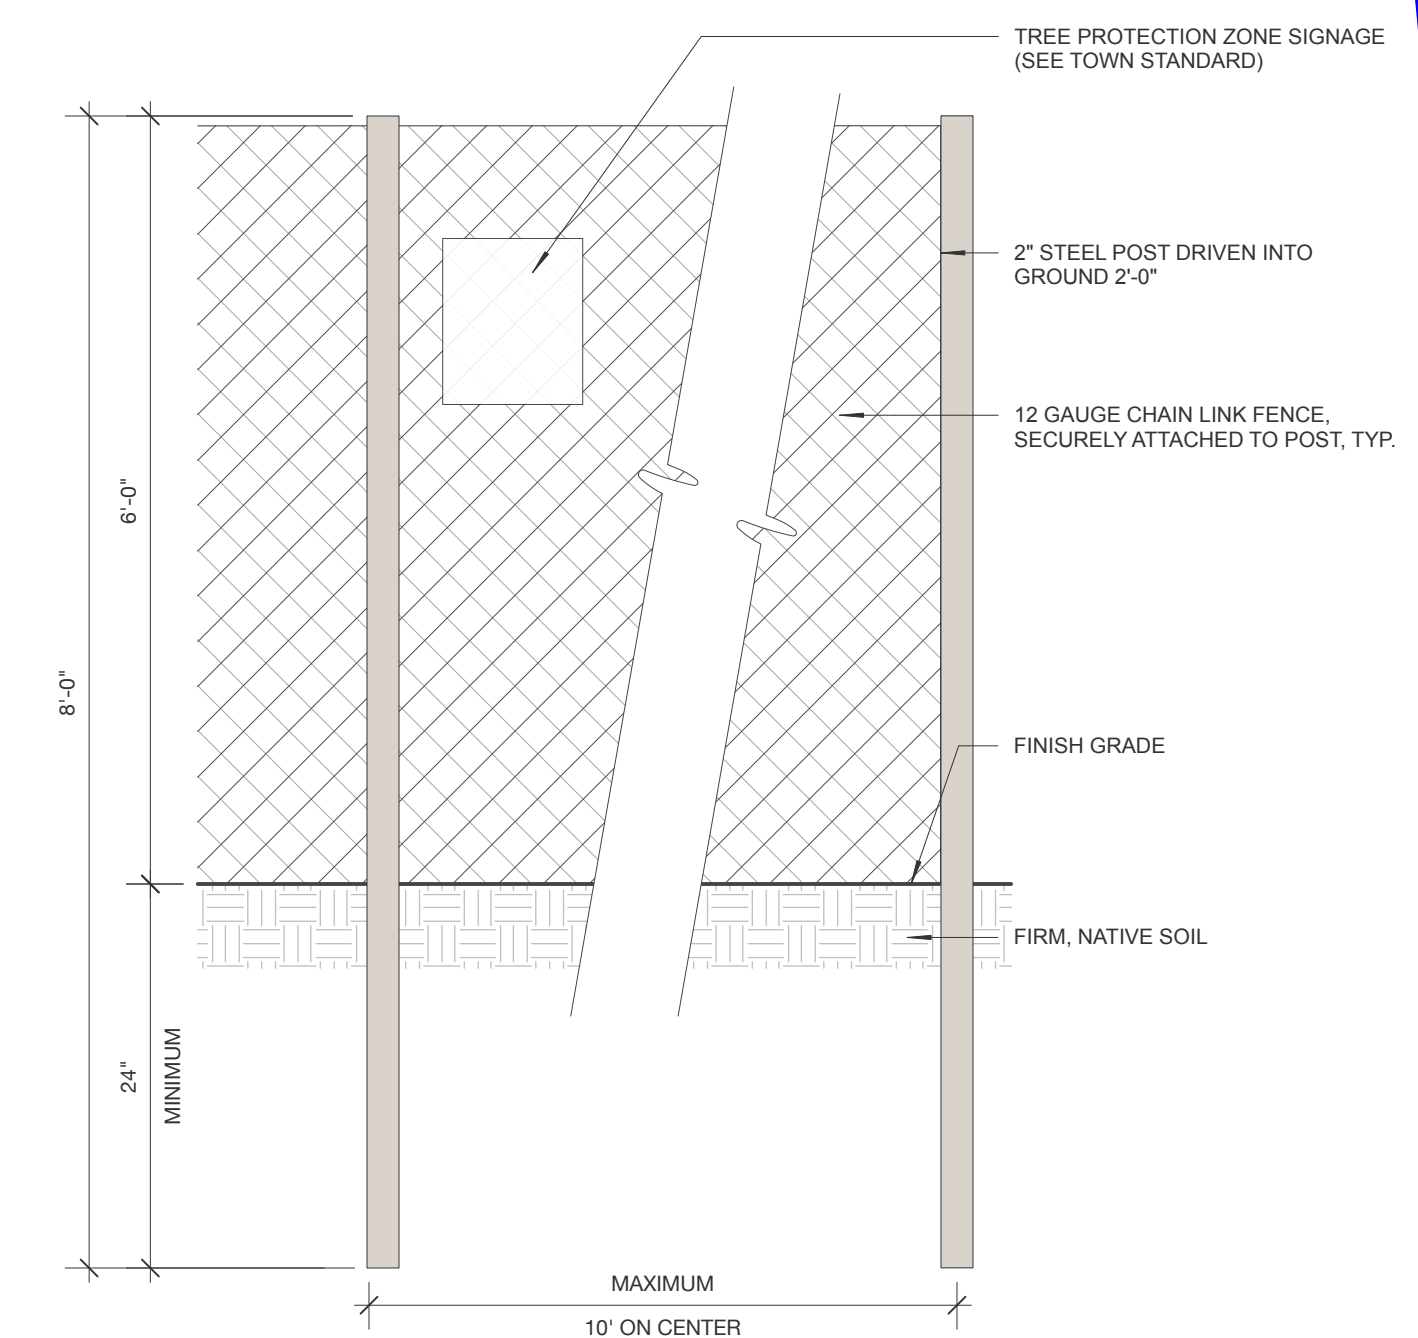 TREE PROTECTION ZONE SIGNAGE
(SEE TOWN STANDARD)
2" STEEL POST DRIVEN INTO
GROUND 2'-0"
12 GAUGE CHAIN LINK FENCE,
SECURELY ATTACHED TO POST, TYP.
6'-0"
8'-0"
FINISH GRADE
FIRM, NATIVE SOIL
24"
MINIMUM
MAXIMUM
10' ON CENTER